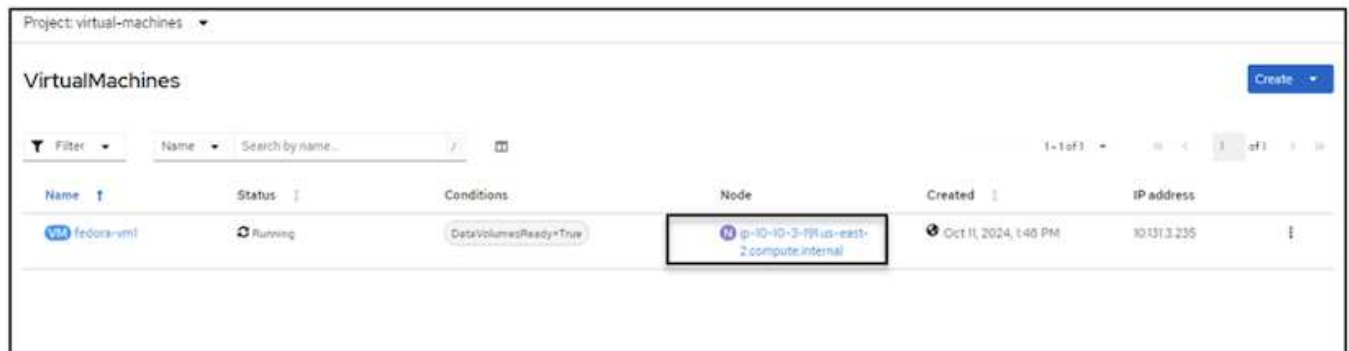 Project: virtual-machines
VirtualMachines
Create
Filter
Name
Search by name...
/
1-1 of 1
1 of 1
Name Status Conditions Node Created IP address
VM fedora-vm1 Running DataVolumesReady=True N ip-10-10-3-191.us-east- Oct 11, 2024, 1:46 PM 10.131.3.235
2.compute.internal